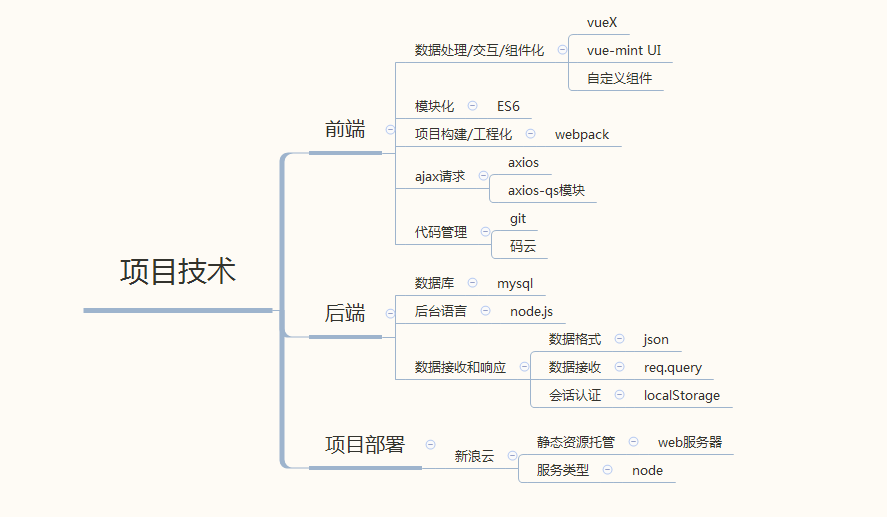 项目技术
前端
数据处理/交互/组件化
vueX
vue-mint UI
自定义组件
模块化
ES6
项目构建/工程化
webpack
ajax请求
axios
axios-qs模块
代码管理
git
码云
后端
数据库
mysql
后台语言
node.js
数据接收和响应
数据格式
json
数据接收
req.query
会话认证
localStorage
项目部署
新浪云
静态资源托管
web服务器
服务类型
node